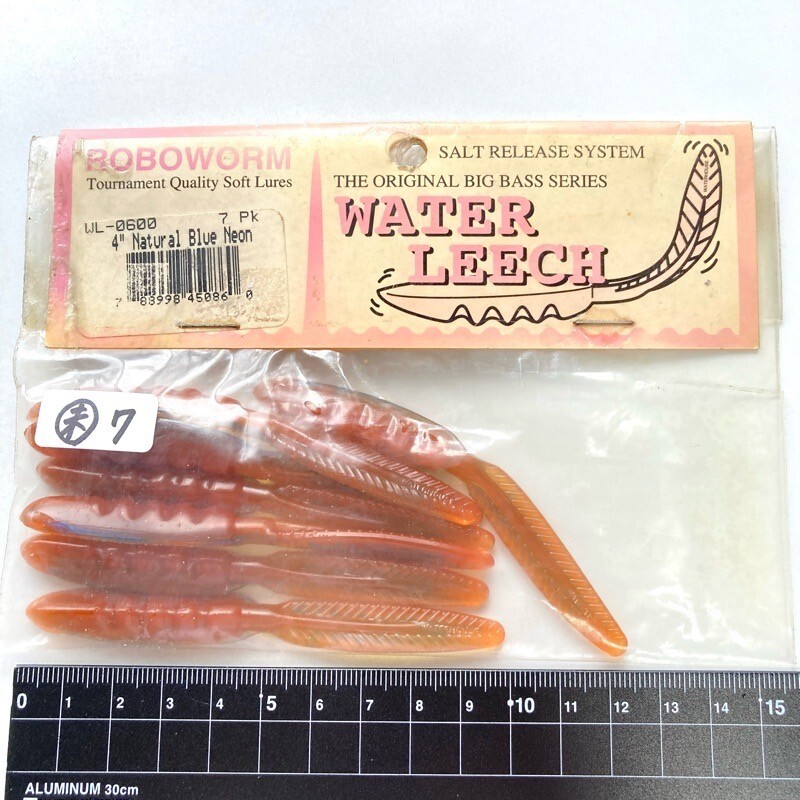 ROBOWORM
Tournament Quality Soft Lures
WL-0600 7 Pk
4" Natural Blue Neon
7 88998 45086 0
SALT RELEASE SYSTEM
THE ORIGINAL BIG BASS SERIES
WATER
LEECH
未 7
0 1 2 3 4 5 6 7 8 9 10 11 12 13 14 15
ALUMINUM 30cm